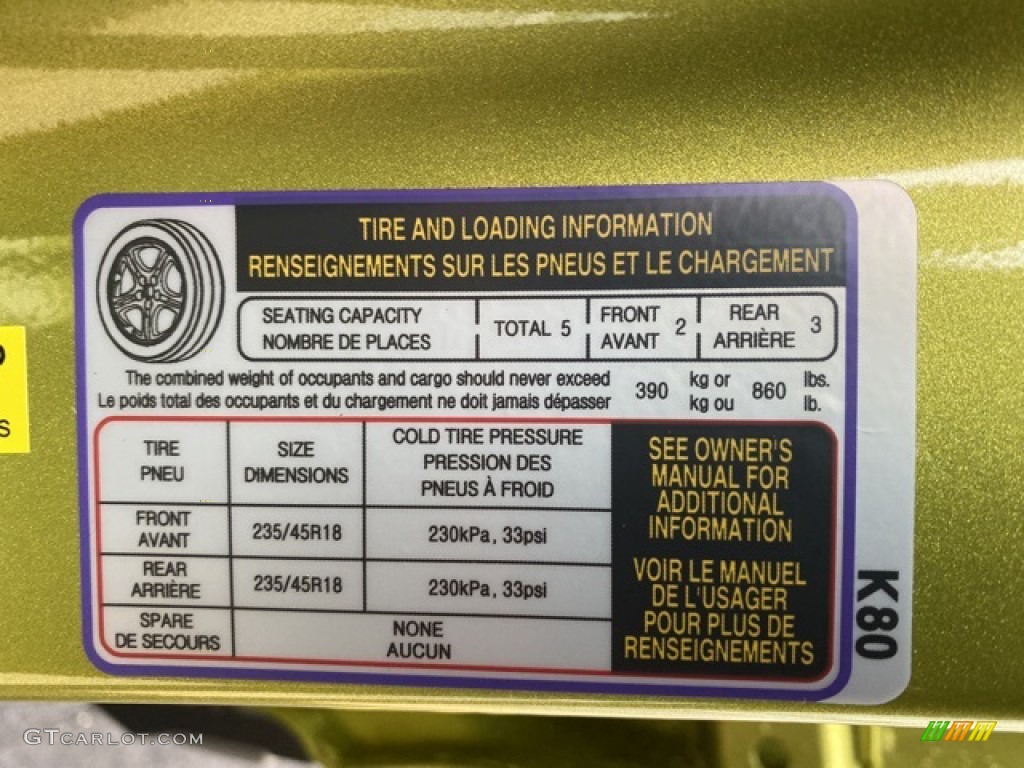 TIRE AND LOADING INFORMATION
RENSEIGNEMENTS SUR LES PNEUS ET LE CHARGEMENT
SEATING CAPACITY
NOMBRE DE PLACES
TOTAL 5
FRONT
AVANT 2
REAR
ARRIÈRE 3
The combined weight of occupants and cargo should never exceed 390 kg or 860 lbs.
Le poids total des occupants et du chargement ne doit jamais dépasser kg ou lb.
TIRE
PNEU
SIZE
DIMENSIONS
COLD TIRE PRESSURE
PRESSION DES
PNEUS À FROID
FRONT
AVANT
235/45R18
230kPa, 33psi
REAR
ARRIÈRE
235/45R18
230kPa, 33psi
SPARE
DE SECOURS
NONE
AUCUN
SEE OWNER'S
MANUAL FOR
ADDITIONAL
INFORMATION
VOIR LE MANUEL
DE L'USAGER
POUR PLUS DE
RENSEIGNEMENTS
K80
S
GTCARLOT.COM